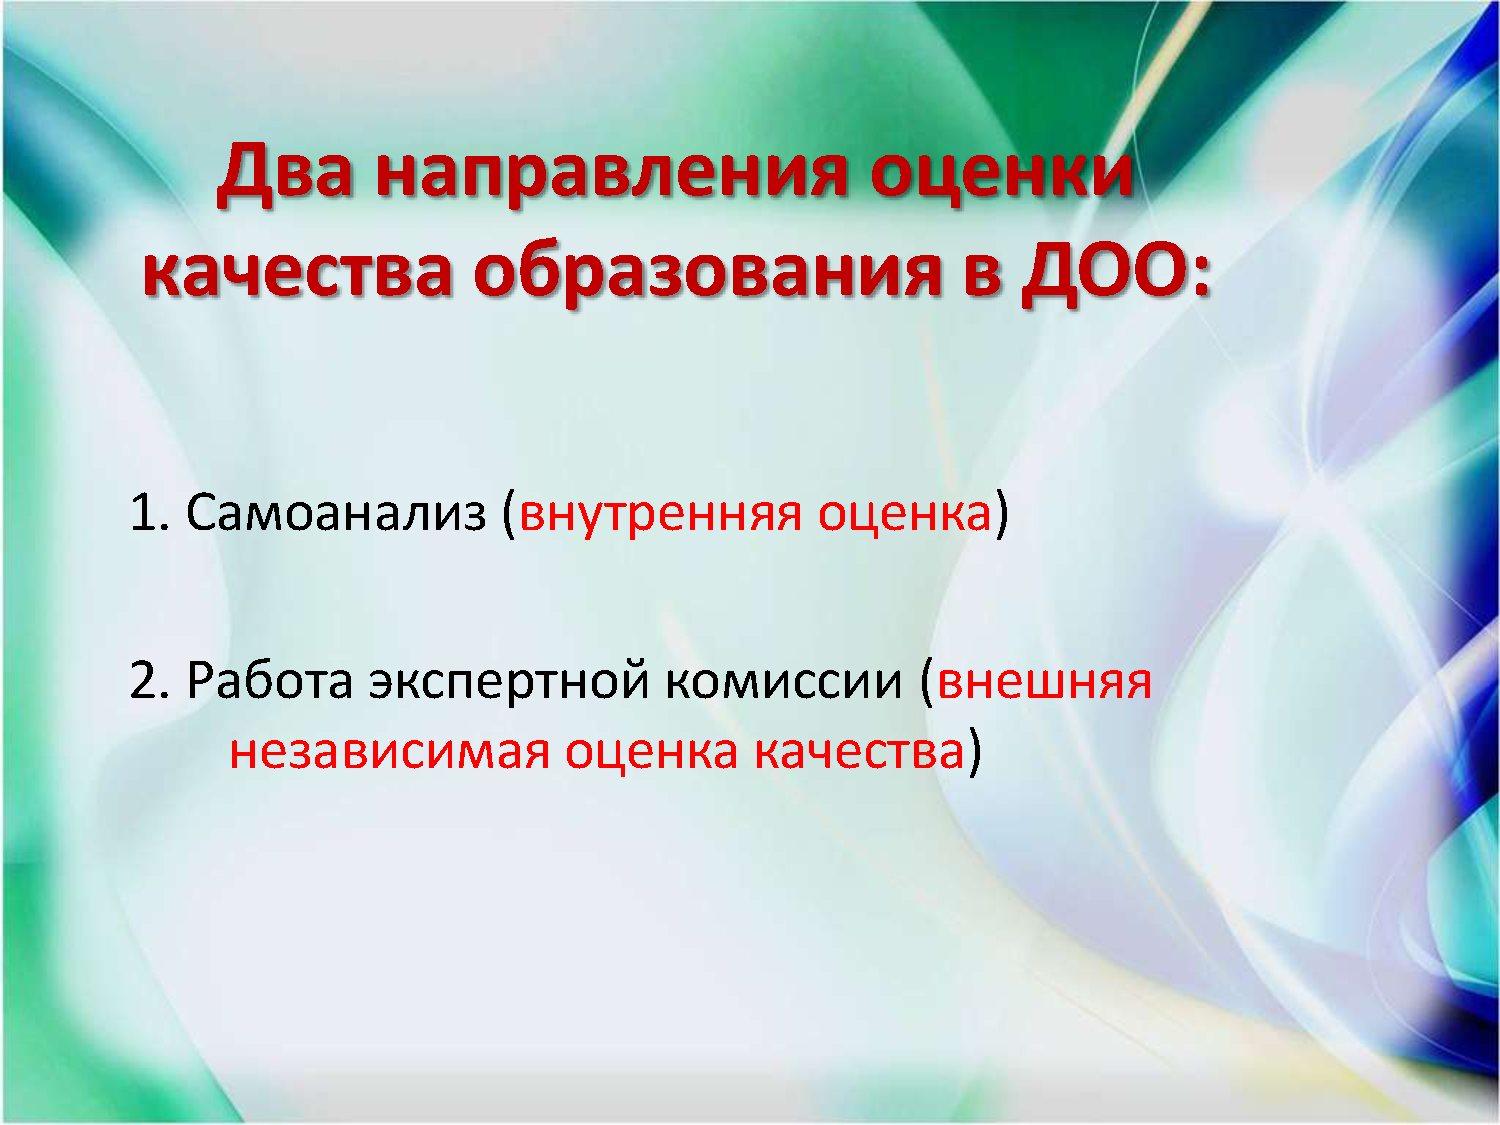 Два направления оценки
качества образования в ДОО:
1. Самоанализ (внутренняя оценка)
2. Работа экспертной комиссии (внешняя
независимая оценка качества)